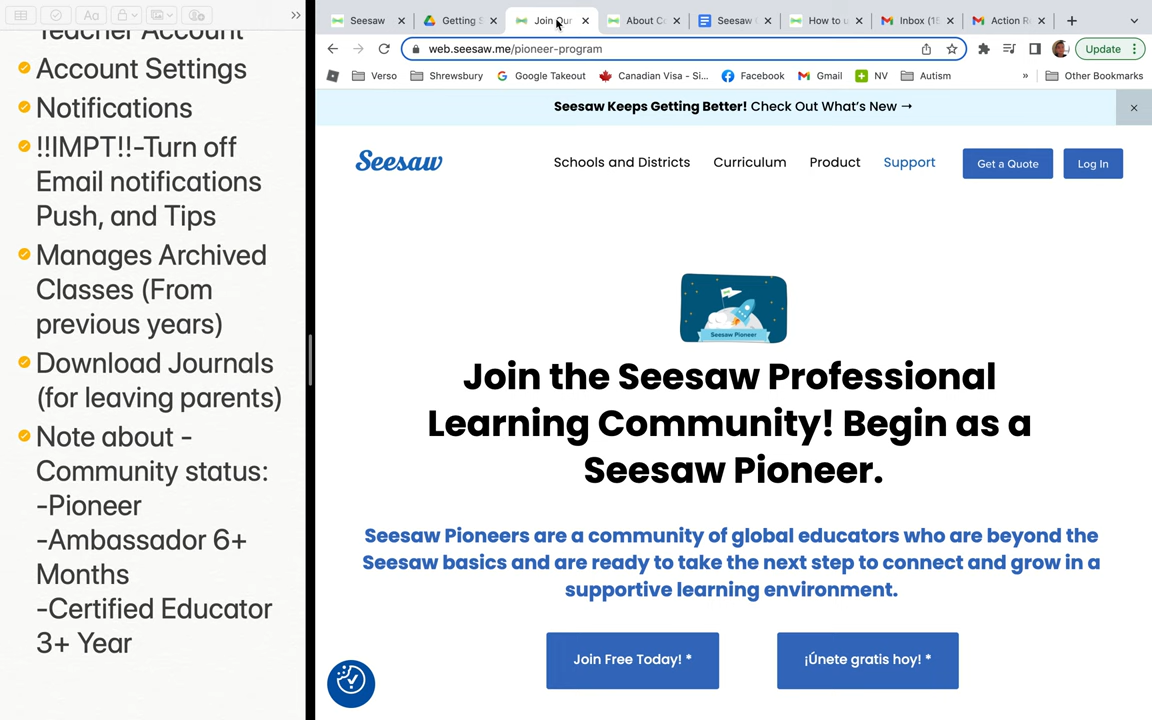 Teacher Account
Account Settings
Notifications
!!IMPT!!-Turn off
Email notifications
Push, and Tips
Manages Archived
Classes (From
previous years)
Download Journals
(for leaving parents)
Note about -
Community status:
-Pioneer
-Ambassador 6+
Months
-Certified Educator
3+ Year
Seesaw
Getting S
Join Our
About C
Seesaw
How to u
Inbox (1
Action R
web.seesaw.me/pioneer-program
Update
Verso
Shrewsbury
Google Takeout
Canadian Visa - Si...
Facebook
Gmail
NV
Autism
Other Bookmarks
Seesaw Keeps Getting Better! Check Out What's New →
Seesaw
Schools and Districts
Curriculum
Product
Support
Get a Quote
Log In
Seesaw Pioneer
Join the Seesaw Professional
Learning Community! Begin as a
Seesaw Pioneer.
Seesaw Pioneers are a community of global educators who are beyond the
Seesaw basics and are ready to take the next step to connect and grow in a
supportive learning environment.
Join Free Today! *
¡Únete gratis hoy! *